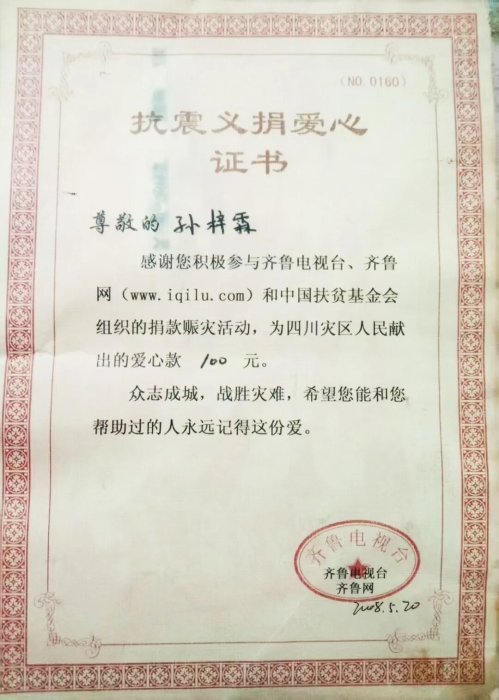 (NO.0160)
抗震义捐爱心
证书
尊敬的 孙梓霖
感谢您积极参与齐鲁电视台、齐鲁
网（www.iqilu.com）和中国扶贫基金会
组织的捐款赈灾活动，为四川灾区人民献
出的爱心款 100 元。
众志成城，战胜灾难，希望您能和您
帮助过的人永远记得这份爱。
齐鲁电视台
齐鲁电视台
齐鲁网
2008.5.20